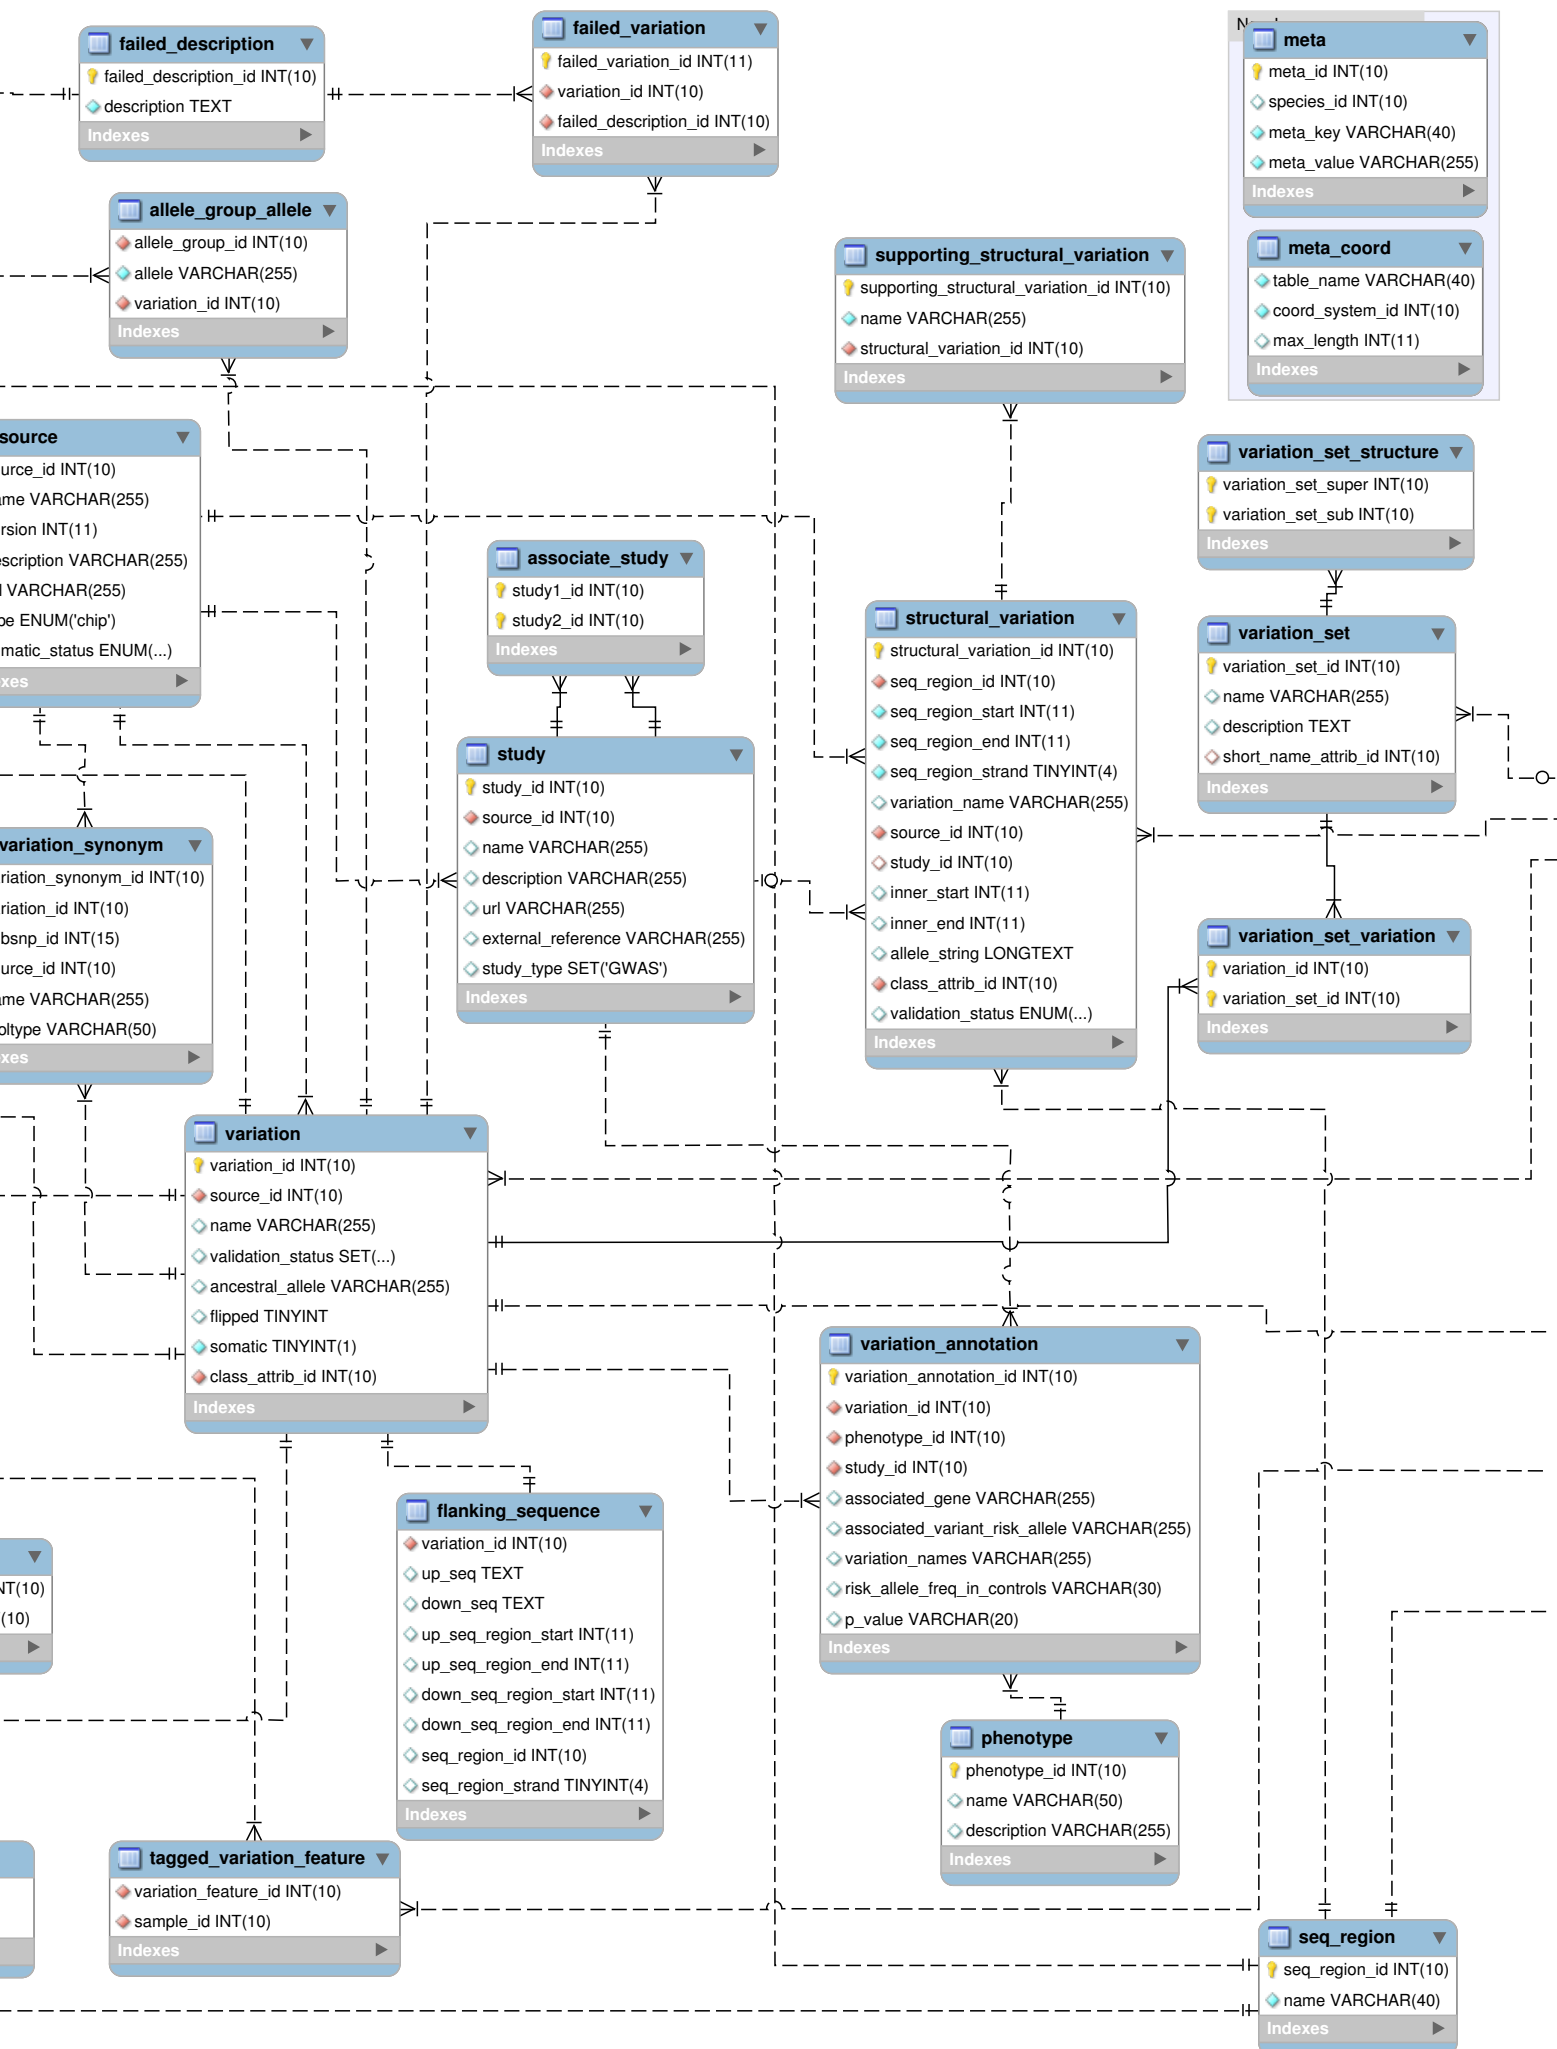 failed_description
failed_description_id INT(10)
description TEXT
Indexes
failed_variation
failed_variation_id INT(11)
variation_id INT(10)
failed_description_id INT(10)
Indexes
meta
meta_id INT(10)
species_id INT(10)
meta_key VARCHAR(40)
meta_value VARCHAR(255)
Indexes
allele_group_allele
allele_group_id INT(10)
allele VARCHAR(255)
variation_id INT(10)
Indexes
supporting_structural_variation
supporting_structural_variation_id INT(10)
name VARCHAR(255)
structural_variation_id INT(10)
Indexes
meta_coord
table_name VARCHAR(40)
coord_system_id INT(10)
max_length INT(11)
Indexes
source
urce_id INT(10)
ame VARCHAR(255)
rsion INT(11)
escription VARCHAR(255)
l VARCHAR(255)
pe ENUM('chip')
matic_status ENUM(...)
xes
variation_set_structure
variation_set_super INT(10)
variation_set_sub INT(10)
Indexes
associate_study
study1_id INT(10)
study2_id INT(10)
Indexes
structural_variation
structural_variation_id INT(10)
seq_region_id INT(10)
seq_region_start INT(11)
seq_region_end INT(11)
seq_region_strand TINYINT(4)
variation_name VARCHAR(255)
source_id INT(10)
study_id INT(10)
inner_start INT(11)
inner_end INT(11)
allele_string LONGTEXT
class_attrib_id INT(10)
validation_status ENUM(...)
Indexes
variation_set
variation_set_id INT(10)
name VARCHAR(255)
description TEXT
short_name_attrib_id INT(10)
Indexes
study
study_id INT(10)
source_id INT(10)
name VARCHAR(255)
description VARCHAR(255)
url VARCHAR(255)
external_reference VARCHAR(255)
study_type SET('GWAS')
Indexes
variation_synonym
riation_synonym_id INT(10)
riation_id INT(10)
bsnp_id INT(15)
urce_id INT(10)
ame VARCHAR(255)
oltype VARCHAR(50)
xes
variation_set_variation
variation_id INT(10)
variation_set_id INT(10)
Indexes
variation
variation_id INT(10)
source_id INT(10)
name VARCHAR(255)
validation_status SET(...)
ancestral_allele VARCHAR(255)
flipped TINYINT
somatic TINYINT(1)
class_attrib_id INT(10)
Indexes
variation_annotation
variation_annotation_id INT(10)
variation_id INT(10)
phenotype_id INT(10)
study_id INT(10)
associated_gene VARCHAR(255)
associated_variant_risk_allele VARCHAR(255)
variation_names VARCHAR(255)
risk_allele_freq_in_controls VARCHAR(30)
p_value VARCHAR(20)
Indexes
flanking_sequence
variation_id INT(10)
up_seq TEXT
down_seq TEXT
up_seq_region_start INT(11)
up_seq_region_end INT(11)
down_seq_region_start INT(11)
down_seq_region_end INT(11)
seq_region_id INT(10)
seq_region_strand TINYINT(4)
Indexes
NT(10)
(10)
phenotype
phenotype_id INT(10)
name VARCHAR(50)
description VARCHAR(255)
Indexes
tagged_variation_feature
variation_feature_id INT(10)
sample_id INT(10)
Indexes
seq_region
seq_region_id INT(10)
name VARCHAR(40)
Indexes